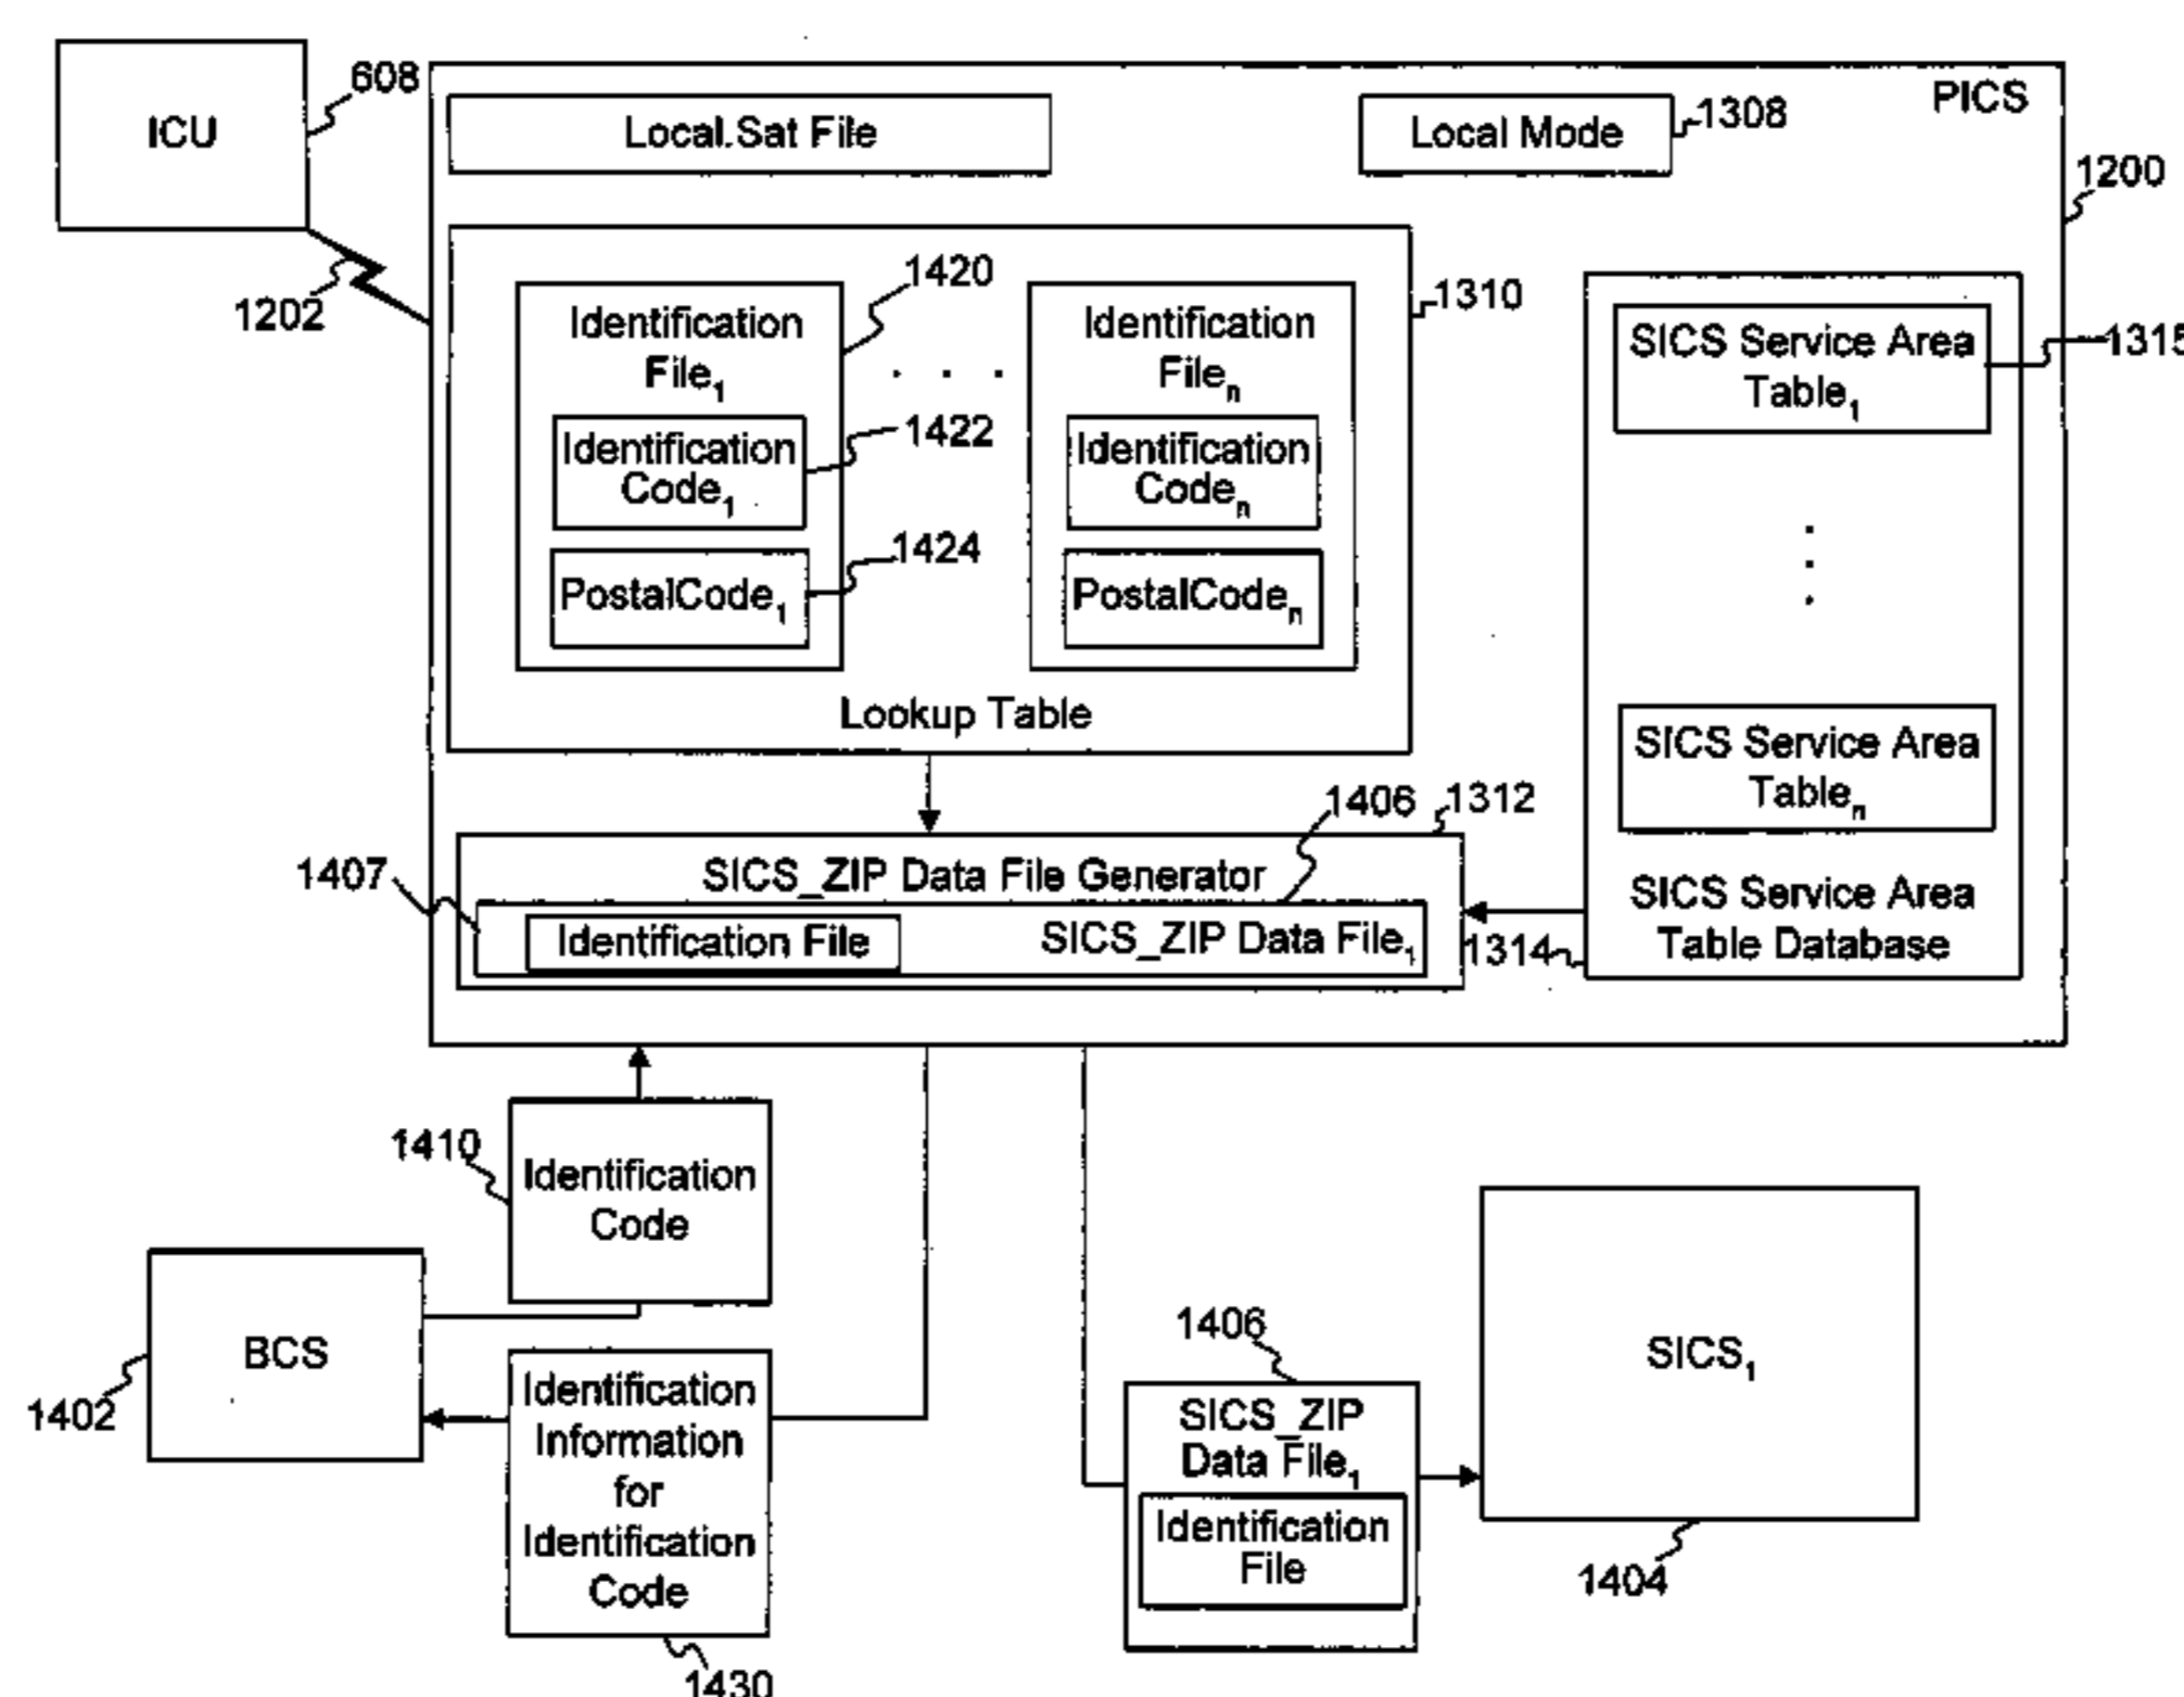 ICU
608
1202
PICS
1200
Local.Sat File
Local Mode
1308
1310
1420
Identification
File1
1422
Identification
Code1
1424
PostalCode1
. . .
Identification
Filen
Identification
Coden
PostalCoden
Lookup Table
1315
SICS Service Area
Table1
SICS Service Area
Tablen
SICS Service Area
Table Database
1314
1406
1312
1407
SICS_ZIP Data File Generator
Identification File
SICS_ZIP Data File1
1410
Identification
Code
BCS
1402
Identification
Information
for
Identification
Code
1430
1406
SICS_ZIP
Data File1
Identification
File
SICS1
1404